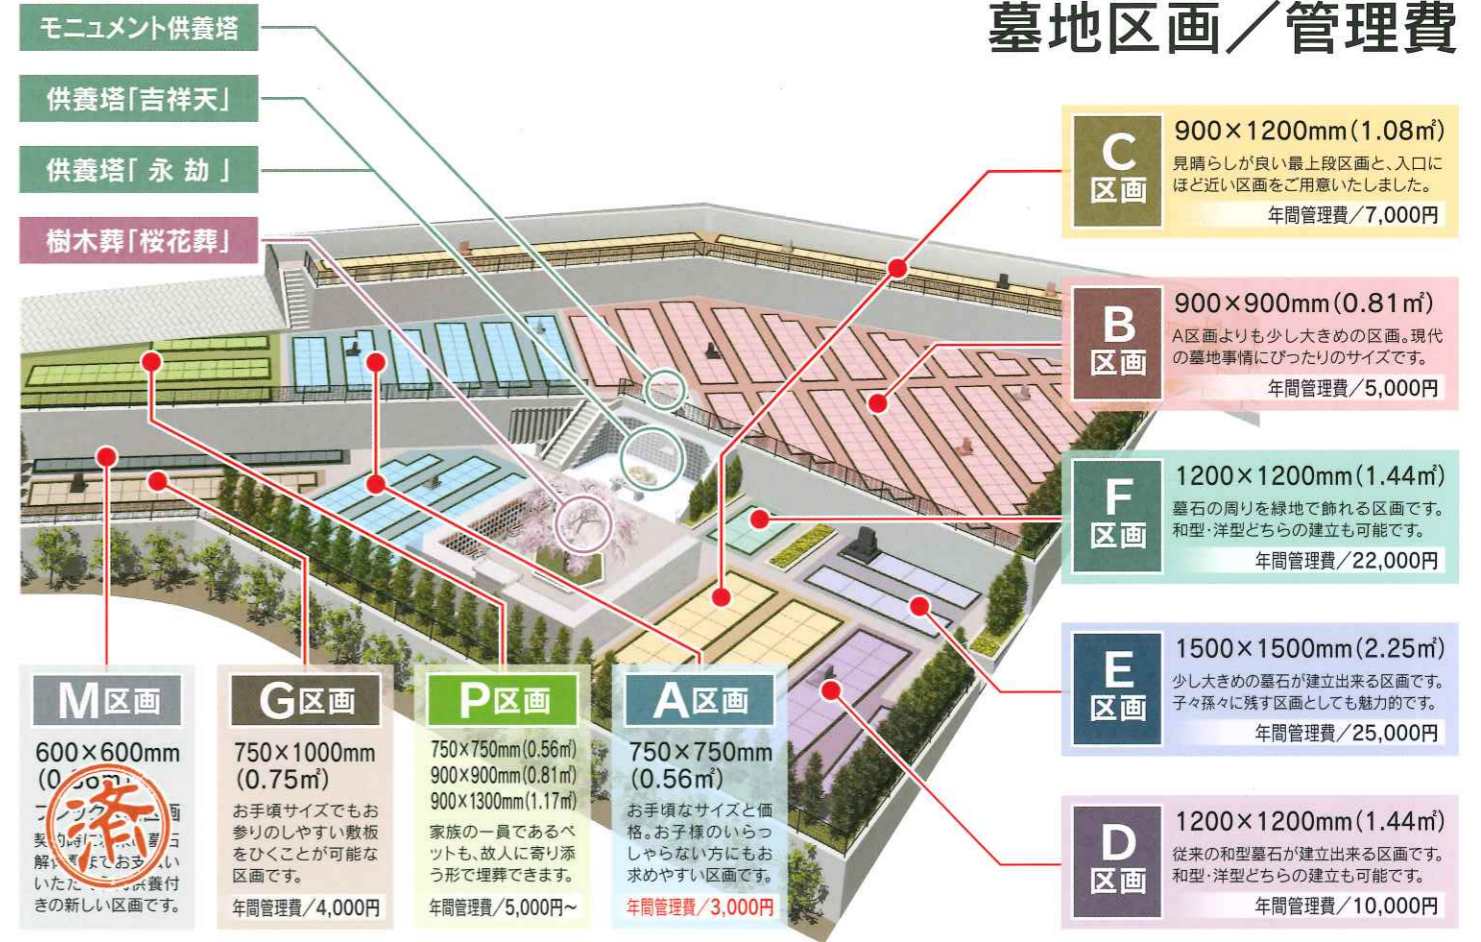 墓地区画／管理費
モニュメント供養塔
供養塔「吉祥天」
供養塔「 永 劫 」
樹木葬「桜花葬」
C
区画
900×1200mm(1.08㎡)
見晴らしが良い最上段区画と、入口に
ほど近い区画をご用意いたしました。
年間管理費／7,000円
B
区画
900×900mm(0.81㎡)
A区画よりも少し大きめの区画。現代
の墓地事情にぴったりのサイズです。
年間管理費／5,000円
F
区画
1200×1200mm(1.44㎡)
墓石の周りを緑地で飾れる区画です。
和型・洋型どちらの建立も可能です。
年間管理費／22,000円
E
区画
1500×1500mm(2.25㎡)
少し大きめの墓石が建立出来る区画です。
子々孫々に残す区画としても魅力的です。
年間管理費／25,000円
D
区画
1200×1200mm(1.44㎡)
従来の和型墓石が建立出来る区画です。
和型・洋型どちらの建立も可能です。
年間管理費／10,000円
M区画
600×600mm
済
いただ 供養付
きの新しい区画です。
G区画
750×1000mm
(0.75㎡)
お手頃サイズでもお
参りのしやすい敷板
をひくことが可能な
区画です。
年間管理費／4,000円
P区画
750×750mm(0.56㎡)
900×900mm(0.81㎡)
900×1300mm(1.17㎡)
家族の一員であるペ
ットも、故人に寄り添
う形で埋葬できます。
年間管理費／5,000円～
A区画
750×750mm
(0.56㎡)
お手頃なサイズと価
格。お子様のいらっ
しゃらない方にもお
求めやすい区画です。
年間管理費／3,000円